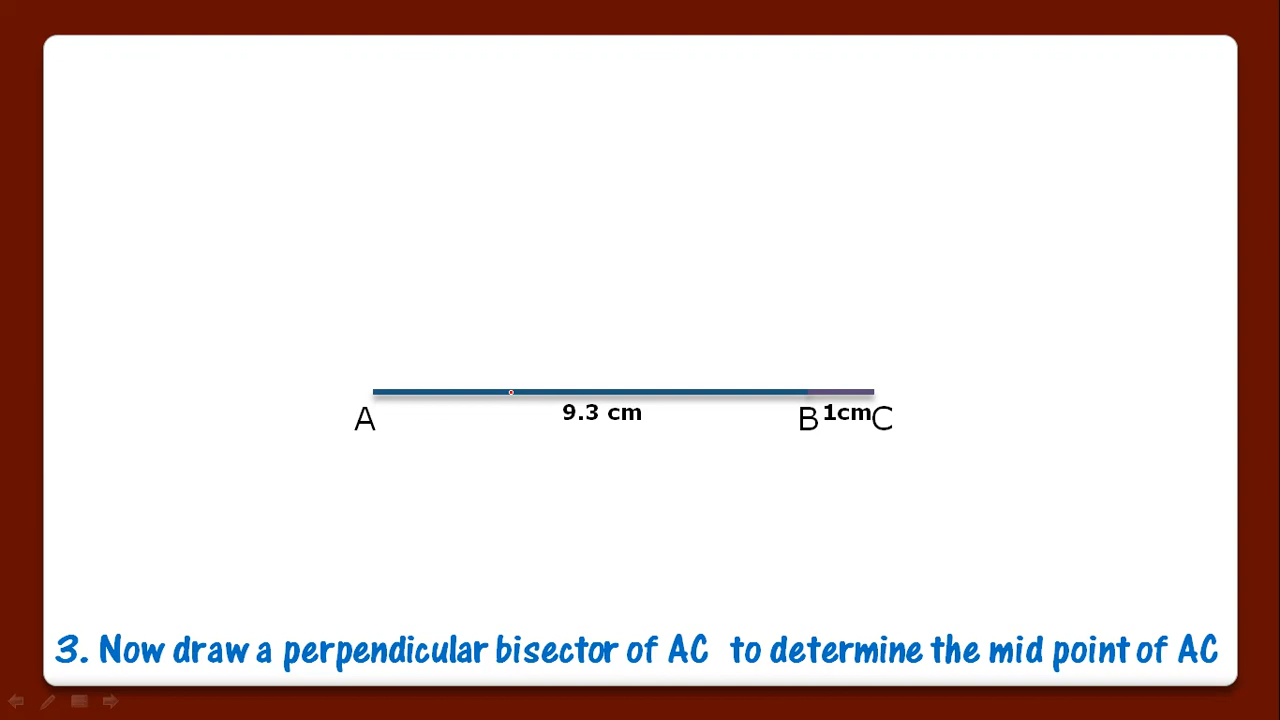 9.3 cm
1cm
A
B
C
3. Now draw a perpendicular bisector of AC to determine the mid point of AC